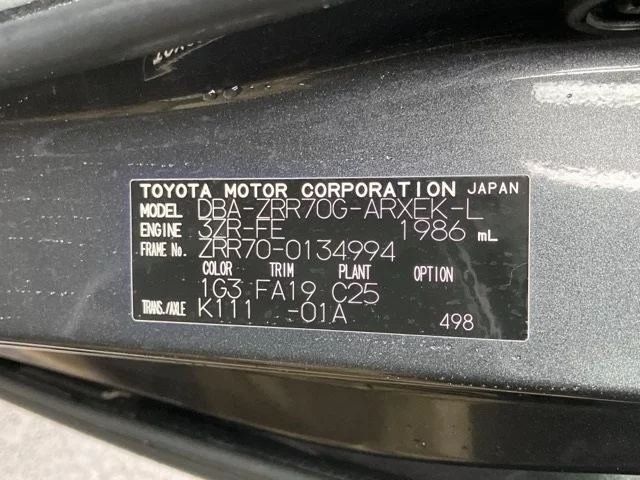 TOYOTA MOTOR CORPORATION JAPAN
MODEL DBA-ZRR70G-ARXEK-L
ENGINE 3ZR-FE 1986 mL
FRAME No. ZRR70-0134994
COLOR TRIM PLANT OPTION
1G3 FA19 C25
TRANS./AXLE K111 -01A
498